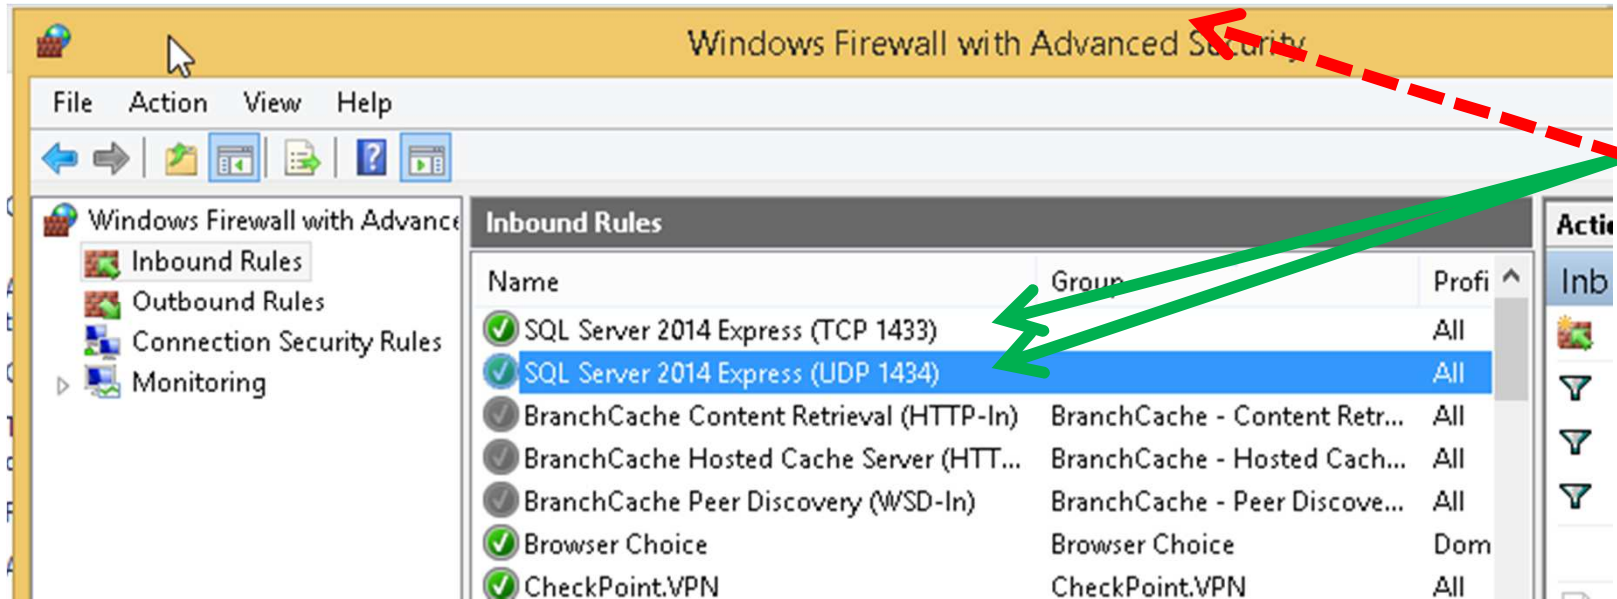 Windows Firewall with Advanced Security
File Action View Help
Windows Firewall with Advance
Inbound Rules
Outbound Rules
Connection Security Rules
Monitoring
Inbound Rules
Name Group Profi
SQL Server 2014 Express (TCP 1433) All
SQL Server 2014 Express (UDP 1434) All
BranchCache Content Retrieval (HTTP-In) BranchCache - Content Retr... All
BranchCache Hosted Cache Server (HTT... BranchCache - Hosted Cach... All
BranchCache Peer Discovery (WSD-In) BranchCache - Peer Discove... All
Browser Choice Browser Choice Dom
CheckPoint.VPN CheckPoint.VPN All
Actio
Inb